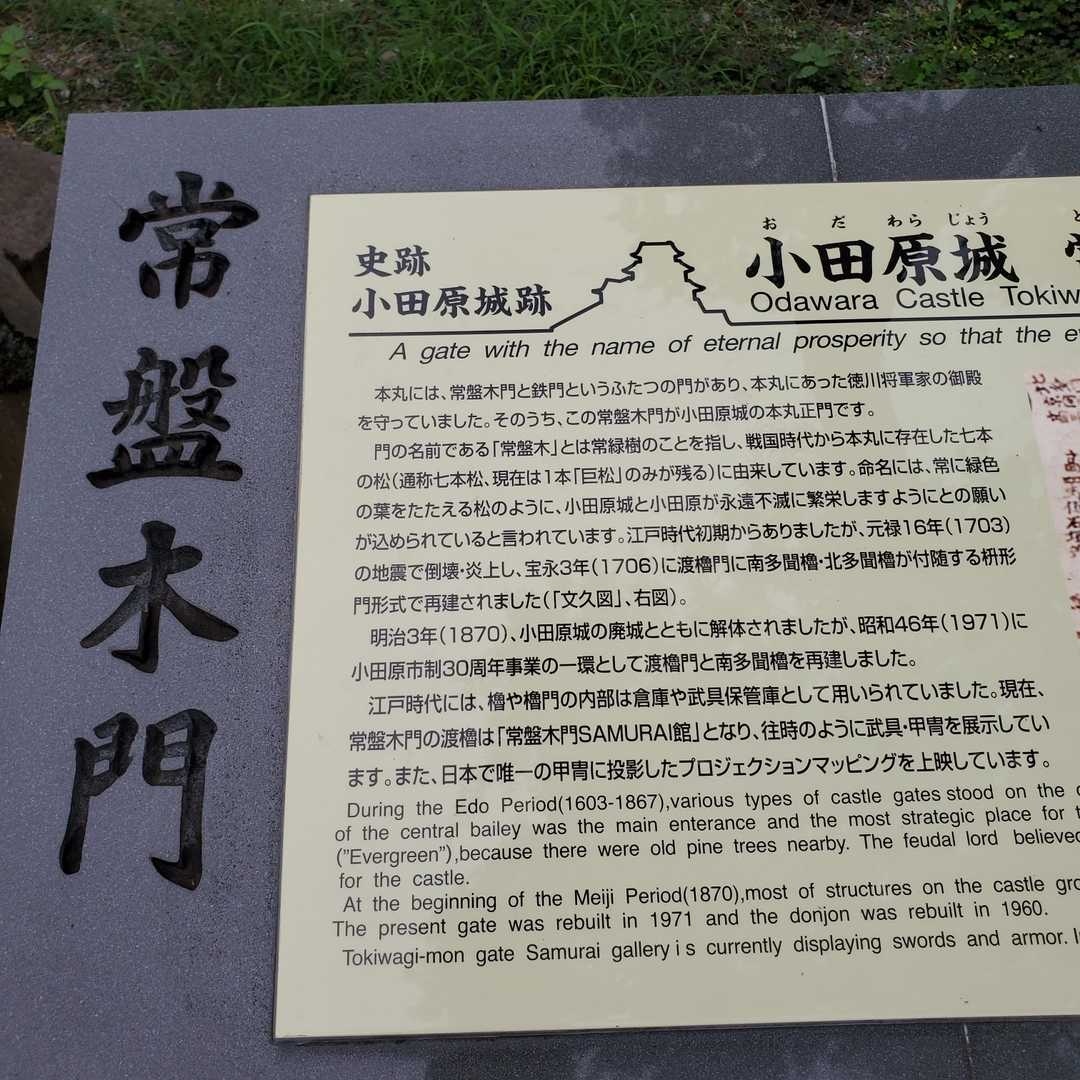 常盤木門
史跡
小田原城跡
お だ わら じょう
小田原城
Odawara Castle
A gate with the name of eternal prosperity so that the
本丸には、常盤木門と鉄門というふたつの門があり、本丸にあった徳川将軍家の御殿
を守っていました。そのうち、この常盤木門が小田原城の本丸正門です。
門の名前である「常盤木」とは常緑樹のことを指し、戦国時代から本丸に存在した七本
の松（通称七本松、現在は1本「巨松」のみが残る）に由来しています。命名には、常に緑色
の葉をたたえる松のように、小田原城と小田原が永遠不滅に繁栄しますようにとの願い
が込められていると言われています。江戸時代初期からありましたが、元禄16年（1703）
の地震で倒壊・炎上し、宝永3年（1706）に渡櫓門に南多聞櫓・北多聞櫓が付随する枡形
門形式で再建されました（「文久図」、右図）。
明治3年（1870）、小田原城の廃城とともに解体されましたが、昭和46年（1971）に
小田原市制30周年事業の一環として渡櫓門と南多聞櫓を再建しました。
江戸時代には、櫓や櫓門の内部は倉庫や武具保管庫として用いられていました。現在、
常盤木門の渡櫓は「常盤木門SAMURAI館」となり、往時のように武具・甲冑を展示してい
ます。また、日本で唯一の甲冑に投影したプロジェクションマッピングを上映しています。
During the Edo Period(1603-1867),various types of castle gates stood on the
of the central bailey was the main enterance and the most strategic place for
("Evergreen"),because there were old pine trees nearby. The feudal lord believed
for the castle.
At the beginning of the Meiji Period(1870),most of structures on the castle
The present gate was rebuilt in 1971 and the donjon was rebuilt in 1960.
Tokiwagi-mon gate Samurai gallery is currently displaying swords and armor.